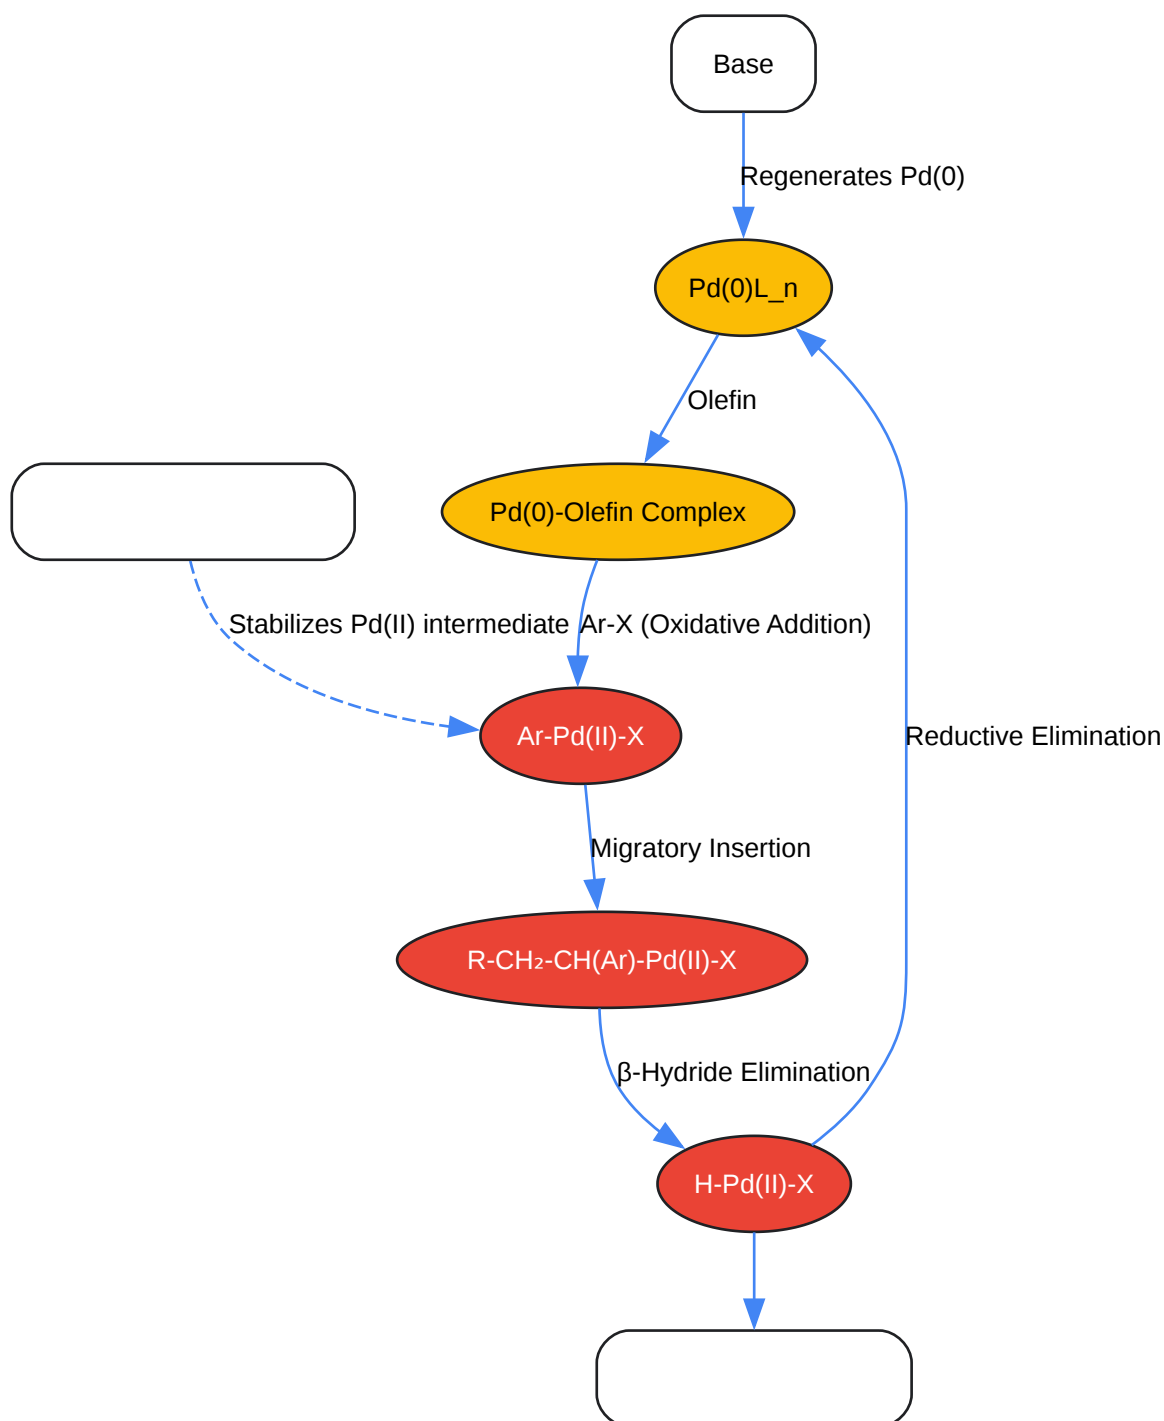 Base
Regenerates Pd(0)
Pd(0)L_n
Olefin
Pd(0)-Olefin Complex
Stabilizes Pd(II) intermediate
Ar-X (Oxidative Addition)
Ar-Pd(II)-X
Reductive Elimination
Migratory Insertion
R-CH₂-CH(Ar)-Pd(II)-X
β-Hydride Elimination
H-Pd(II)-X